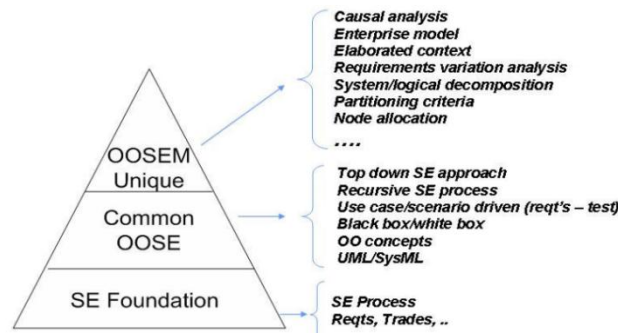 Causal analysis
Enterprise model
Elaborated context
Requirements variation analysis
System/logical decomposition
Partitioning criteria
Node allocation
....
OOSEM
Unique
Top down SE approach
Recursive SE process
Use case/scenario driven (reqt's – test)
Black box/white box
OO concepts
UML/SysML
Common
OOSE
SE Process
Reqts, Trades, ..
SE Foundation